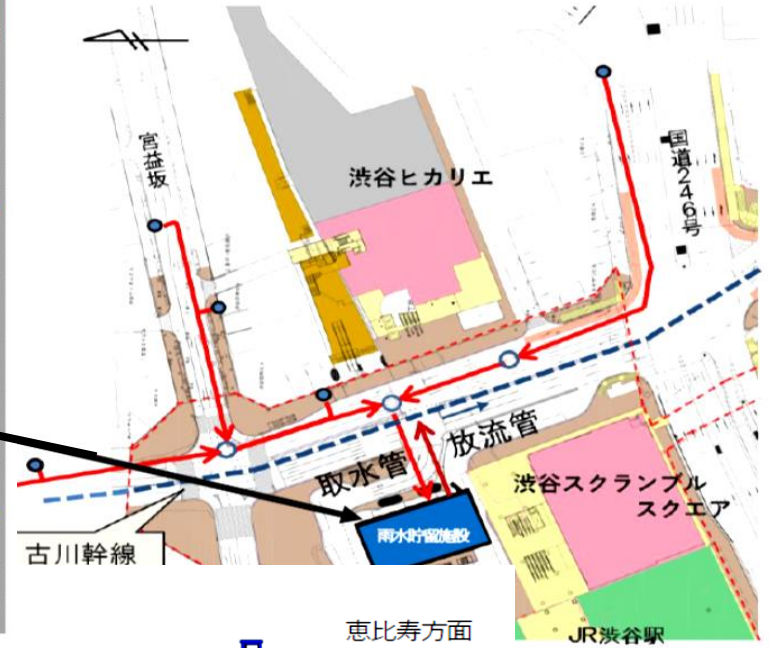 宮益坂
渋谷ヒカリエ
国道246号
取水管
放流管
渋谷スクランブル
スクエア
雨水貯留施設
古川幹線
恵比寿方面
JR渋谷駅